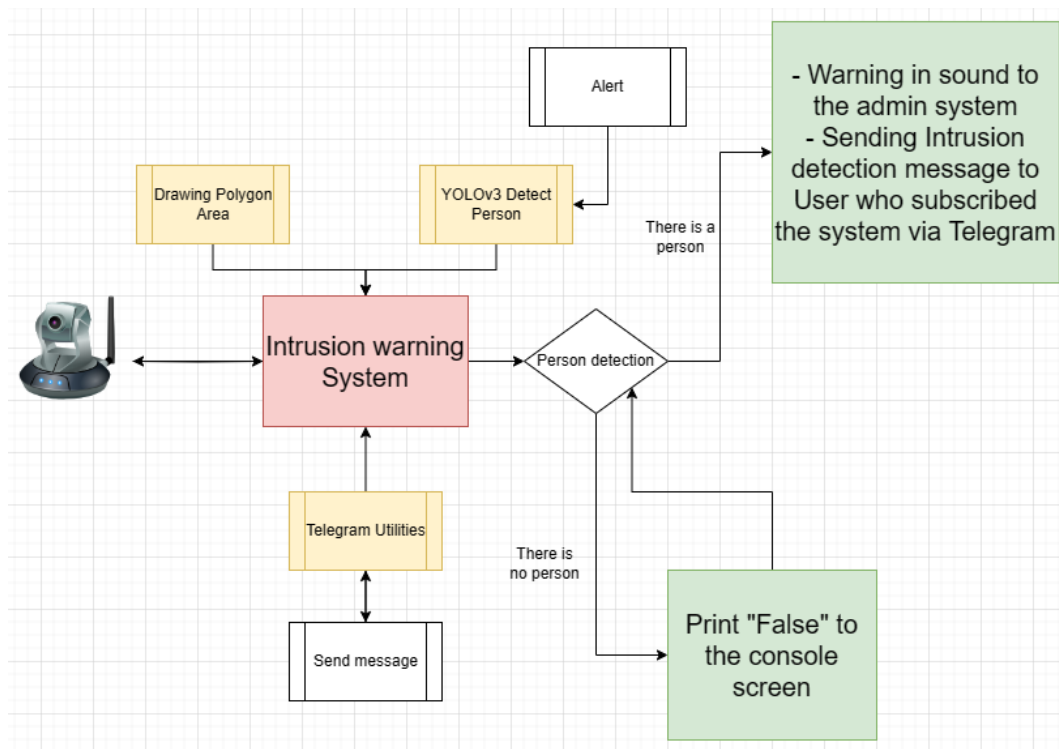 Alert
- Warning in sound to
the admin system
- Sending Intrusion
detection message to
User who subscribed
the system via Telegram
Drawing Polygon
Area
YOLOv3 Detect
Person
There is a
person
Intrusion warning
System
Person detection
Telegram Utilities
There is
no person
Send message
Print "False" to
the console
screen